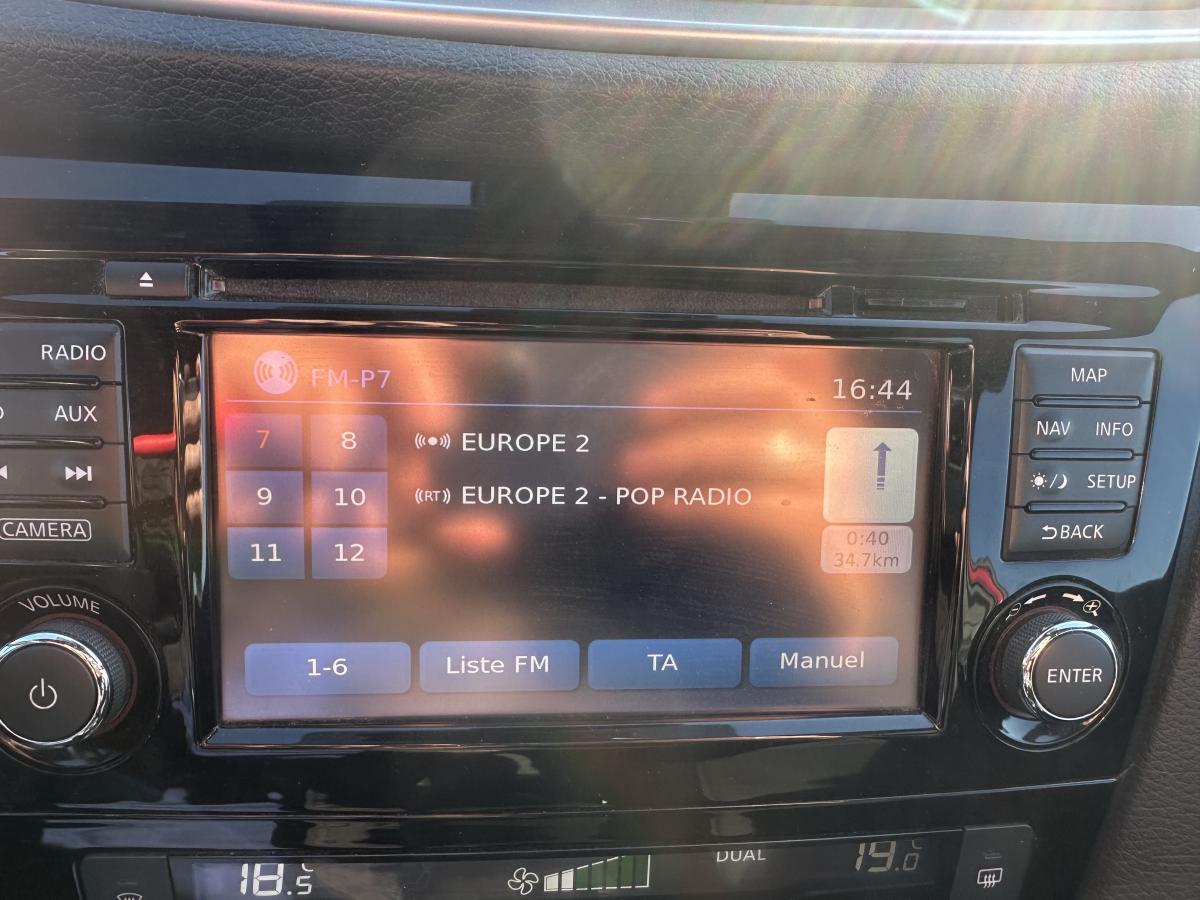 RADIO
AUX
CAMERA
VOLUME
FM-P7
16:44
7
8
EUROPE 2
9
10
(RT) EUROPE 2 - POP RADIO
11
12
0:40
34.7km
1-6
Liste FM
TA
Manuel
MAP
NAV
INFO
SETUP
BACK
ENTER
18.5°C
DUAL
19.0°C